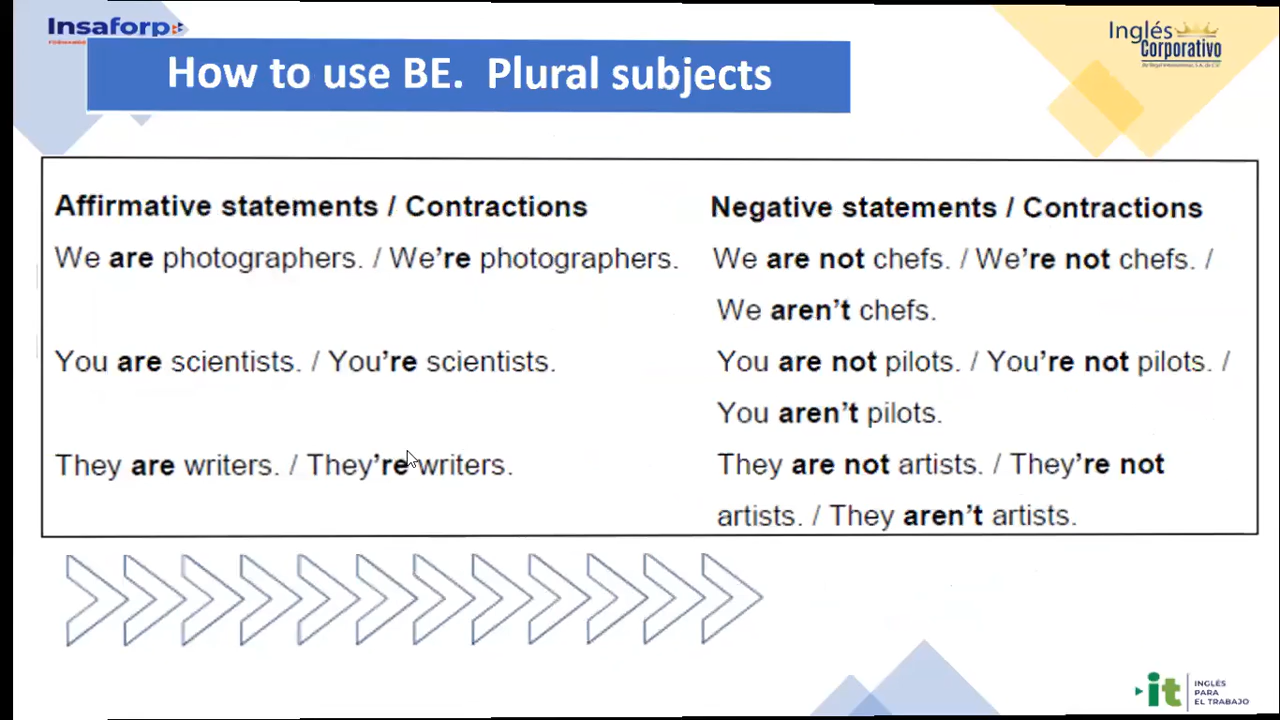 Insaforp
Inglés
Corporativo
How to use BE. Plural subjects
Affirmative statements / Contractions
We are photographers. / We're photographers.
You are scientists. / You're scientists.
They are writers. / They're writers.
Negative statements / Contractions
We are not chefs. / We're not chefs. /
We aren't chefs.
You are not pilots. / You're not pilots. /
You aren't pilots.
They are not artists. / They're not
artists. / They aren't artists.
it
INGLÉS
PARA
EL TRABAJO